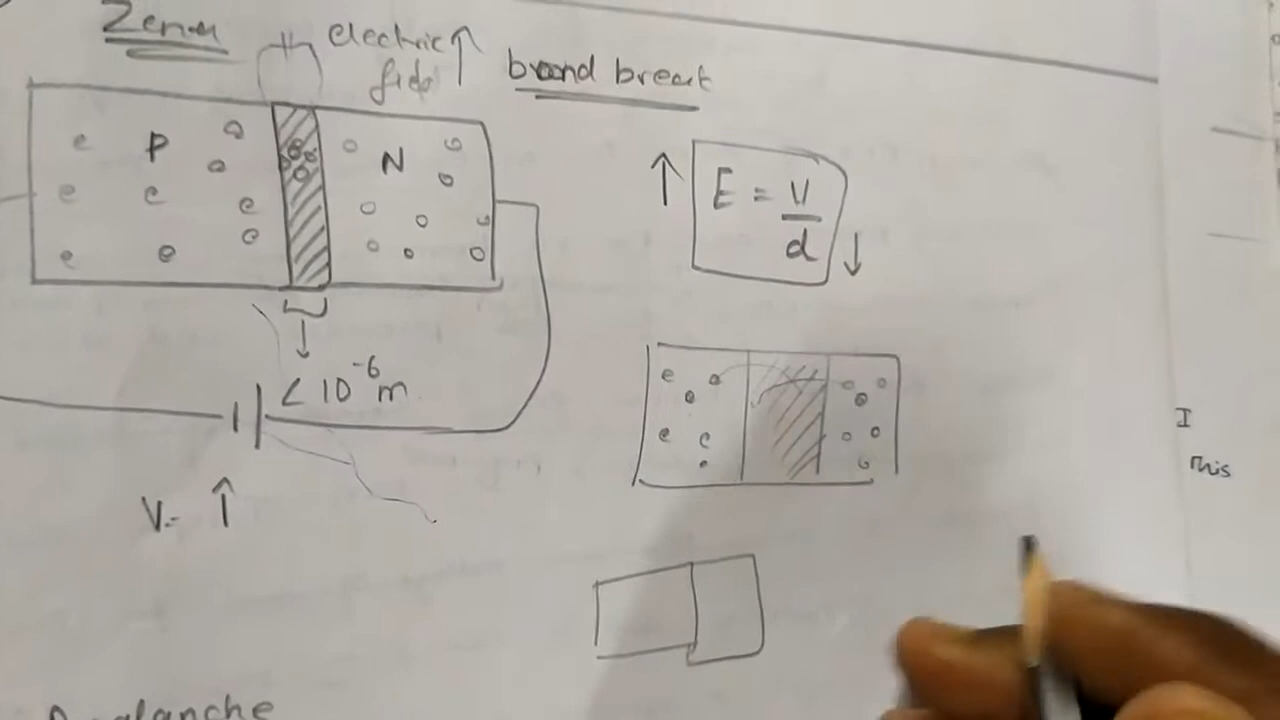 Zener
electric ↑
field
bond break
P
N
e
e e
e e
e
↑ E = V/d ↓
< 10⁻⁶ m
V = ↑
e
e e
I
This
Avalanche